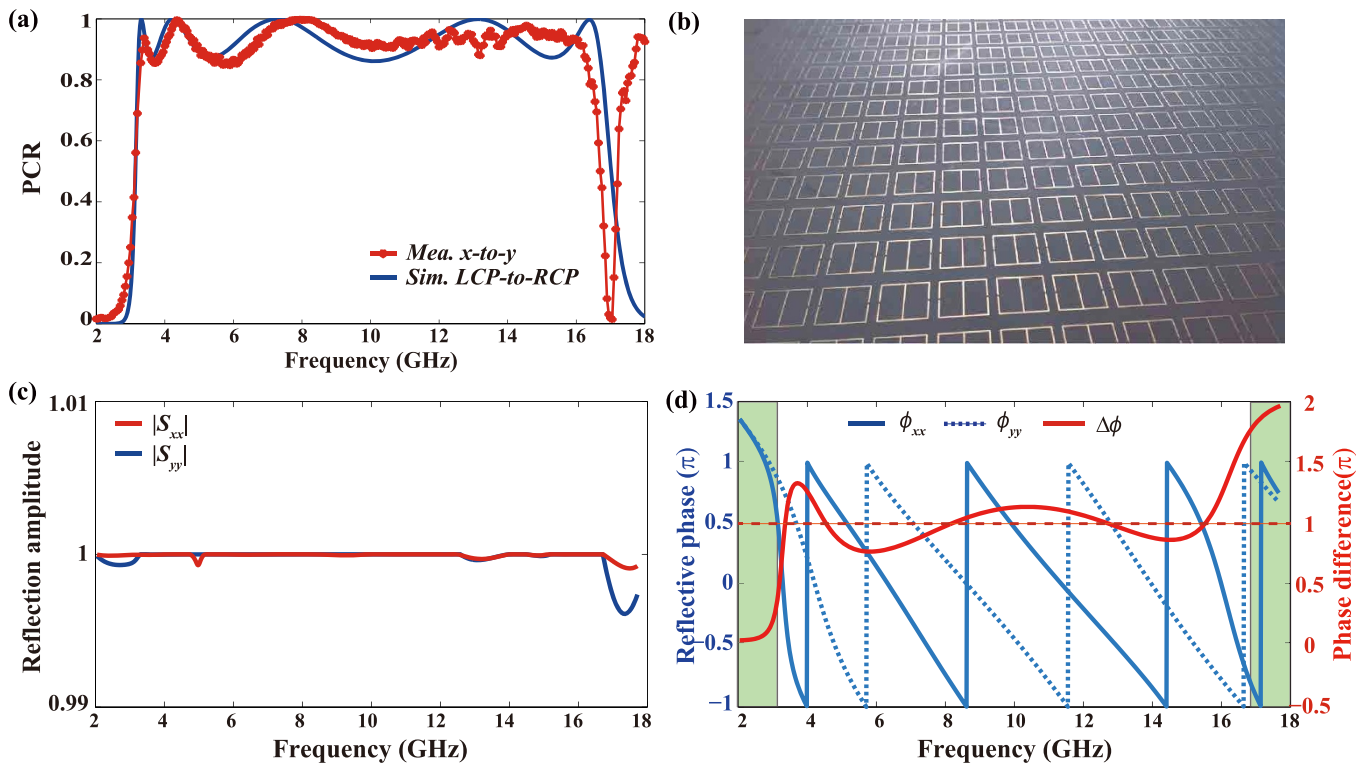 (a)
1
0.8
0.6
0.4
0.2
0
PCR
Mea. x-to-y
Sim. LCP-to-RCP
2 4 6 8 10 12 14 16 18
Frequency (GHz)
(b)
(c)
1.01
1
0.99
Reflection amplitude
|Sxx|
|Syy|
2 4 6 8 10 12 14 16 18
Frequency (GHz)
(d)
1.5
1
0.5
0
−0.5
−1
Reflective phase (π)
ϕxx ϕyy Δϕ
2
1.5
1
0.5
0
−0.5
Phase difference(π)
2 4 6 8 10 12 14 16 18
Frequency (GHz)